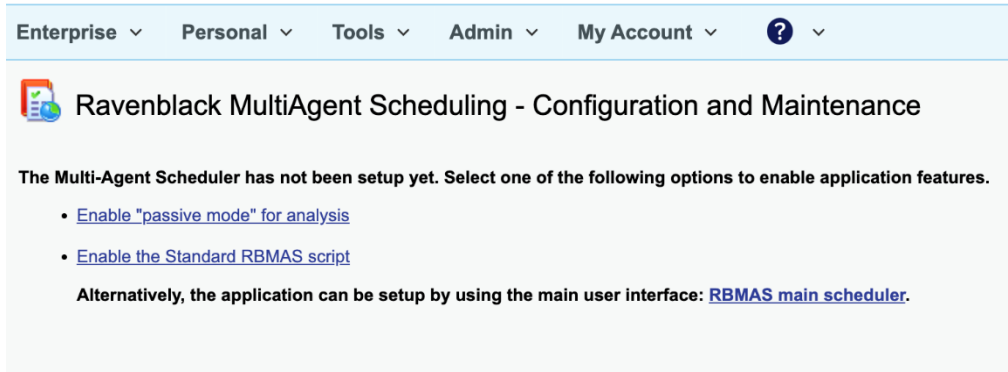 Enterprise Personal Tools Admin My Account ?
Ravenblack MultiAgent Scheduling - Configuration and Maintenance
The Multi-Agent Scheduler has not been setup yet. Select one of the following options to enable application features.
• Enable "passive mode" for analysis
• Enable the Standard RBMAS script
Alternatively, the application can be setup by using the main user interface: RBMAS main scheduler.